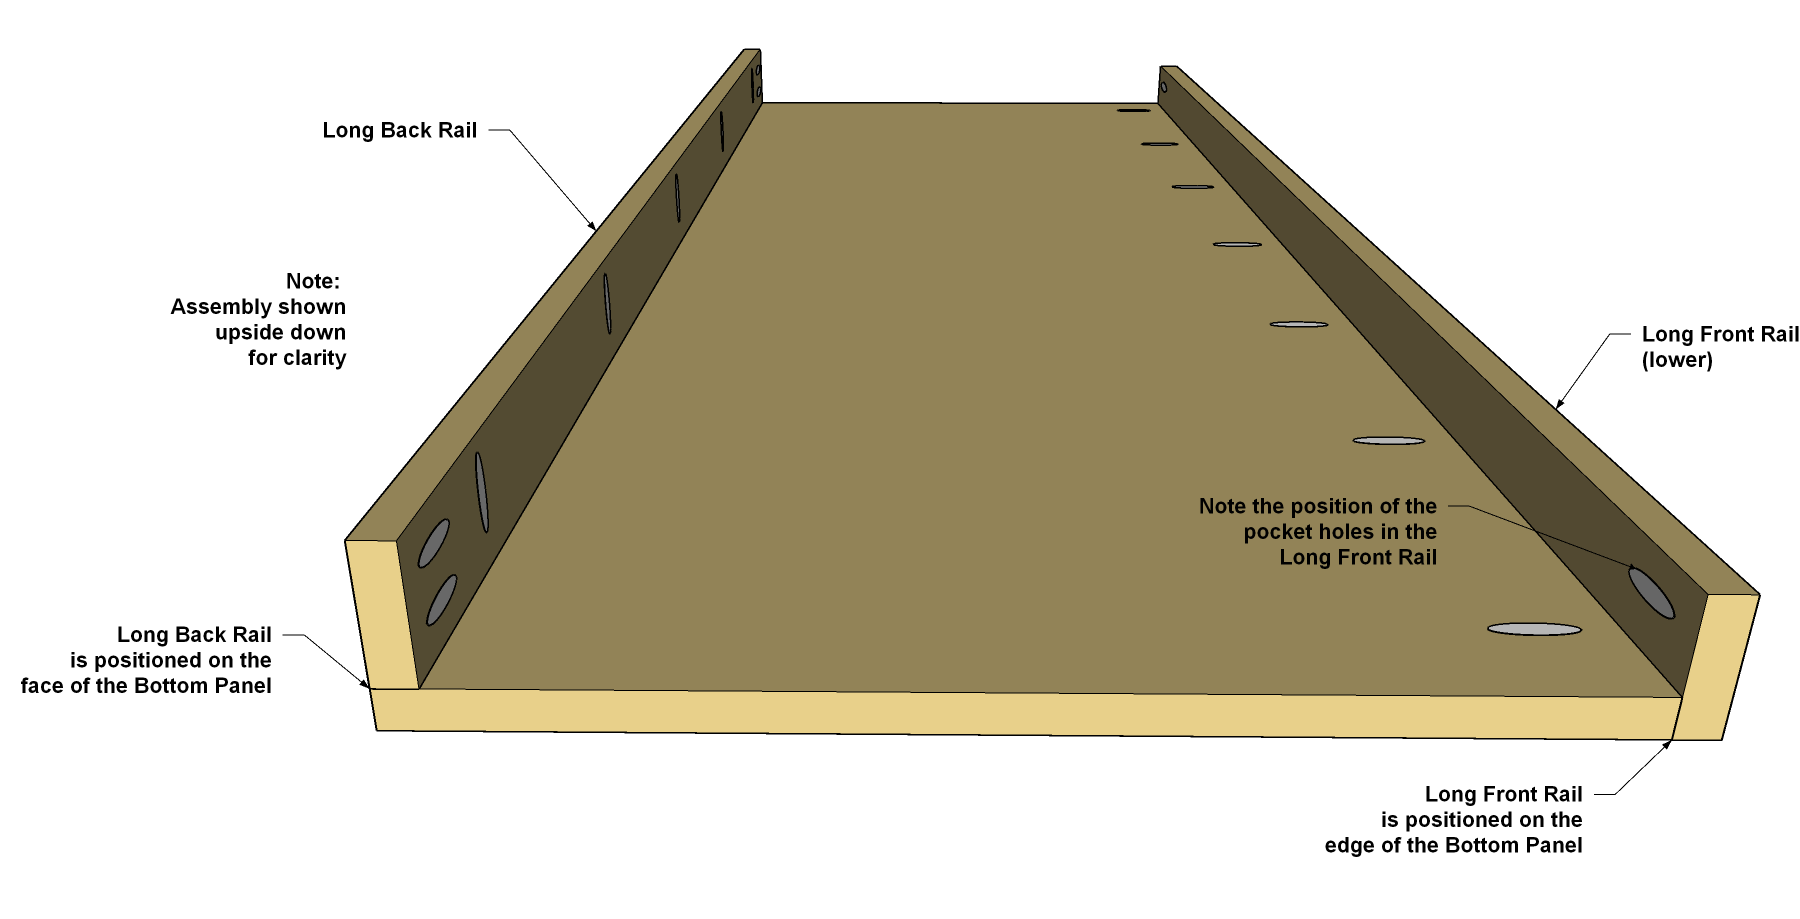 Long Back Rail
Note:
Assembly shown
upside down
for clarity
Long Front Rail
(lower)
Note the position of the
pocket holes in the
Long Front Rail
Long Back Rail
is positioned on the
face of the Bottom Panel
Long Front Rail
is positioned on the
edge of the Bottom Panel